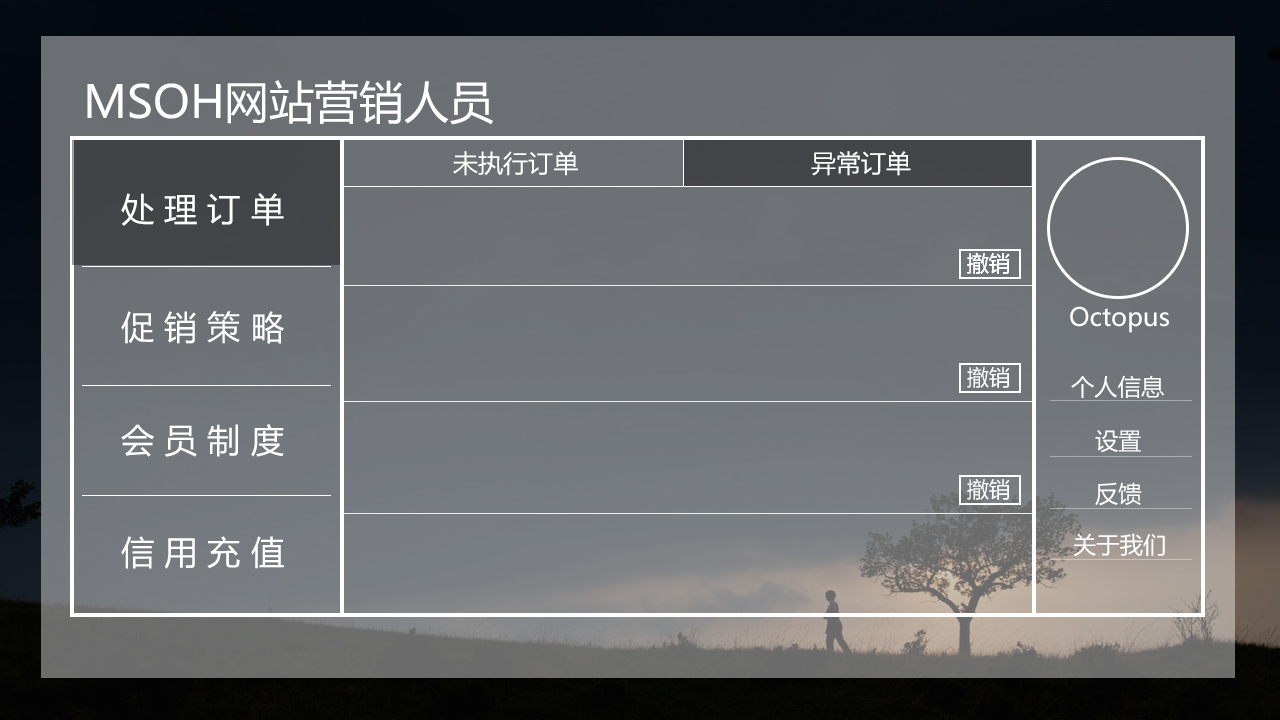 MSOH网站营销人员
处理订单
促销策略
会员制度
信用充值
未执行订单
异常订单
撤销
撤销
撤销
Octopus
个人信息
设置
反馈
关于我们